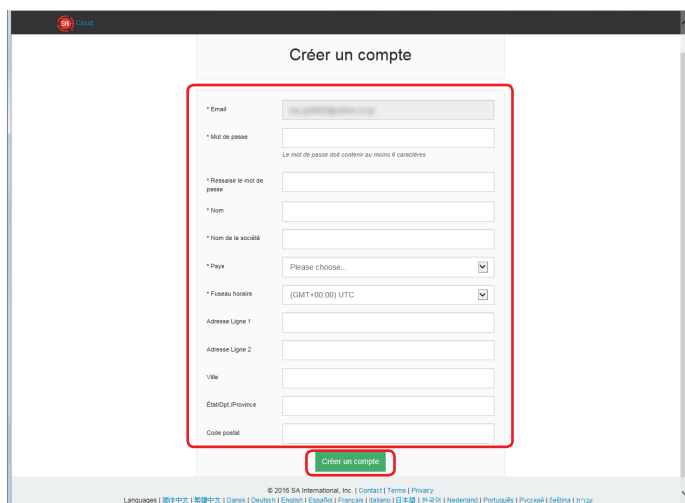 SAi Cloud
Créer un compte
* Email
* Mot de passe
Le mot de passe doit contenir au moins 6 caractères
* Ressaisir le mot de
passe
* Nom
* Nom de la société
* Pays
Please choose...
* Fuseau horaire
(GMT+00:00) UTC
Adresse Ligne 1
Adresse Ligne 2
Ville
État/Dpt./Province
Code postal
Créer un compte
© 2016 SA International, Inc. | Contact | Terms | Privacy
Languages | 简体中文 | 繁體中文 | Dansk | Deutsch | English | Español | Français | Italiano | 日本語 | 한국어 | Nederland | Português | Русский | čeština | עברית